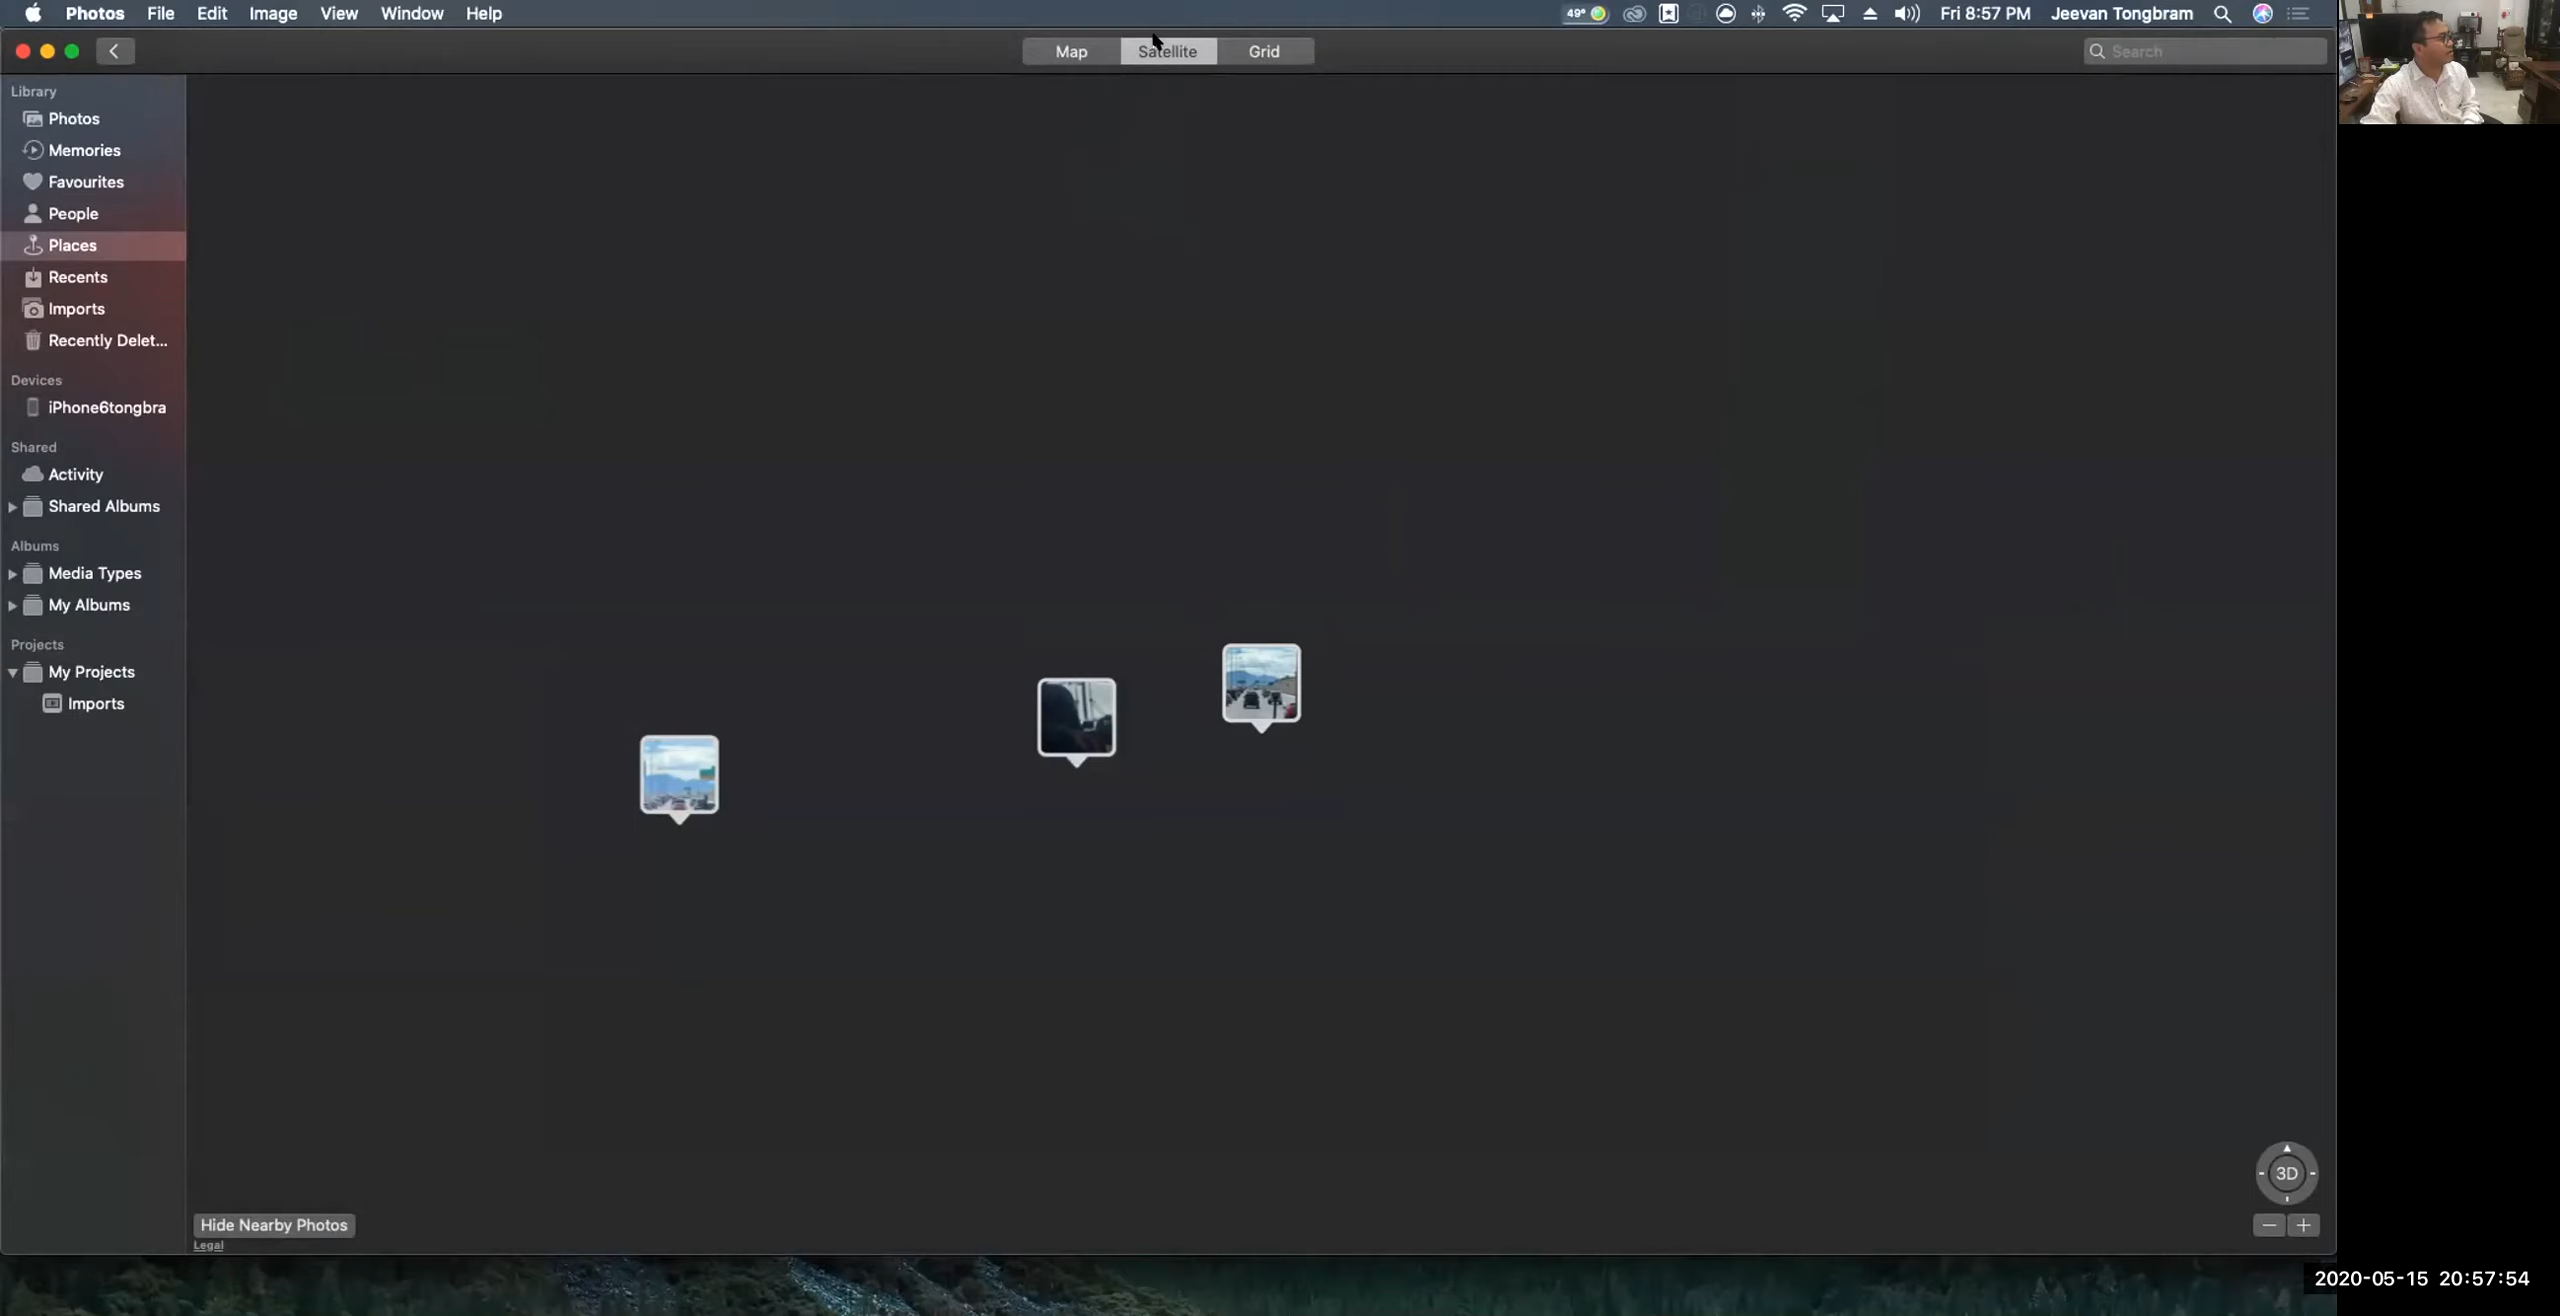 Photos File Edit Image View Window Help 49° Fri 8:57 PM Jeevan Tongbram
Map Satellite Grid Search
Library
Photos
Memories
Favourites
People
Places
Recents
Imports
Recently Delet...
Devices
iPhone6tongbra
Shared
Activity
Shared Albums
Albums
Media Types
My Albums
Projects
My Projects
Imports
3D
Hide Nearby Photos
Legal
2020-05-15 20:57:54